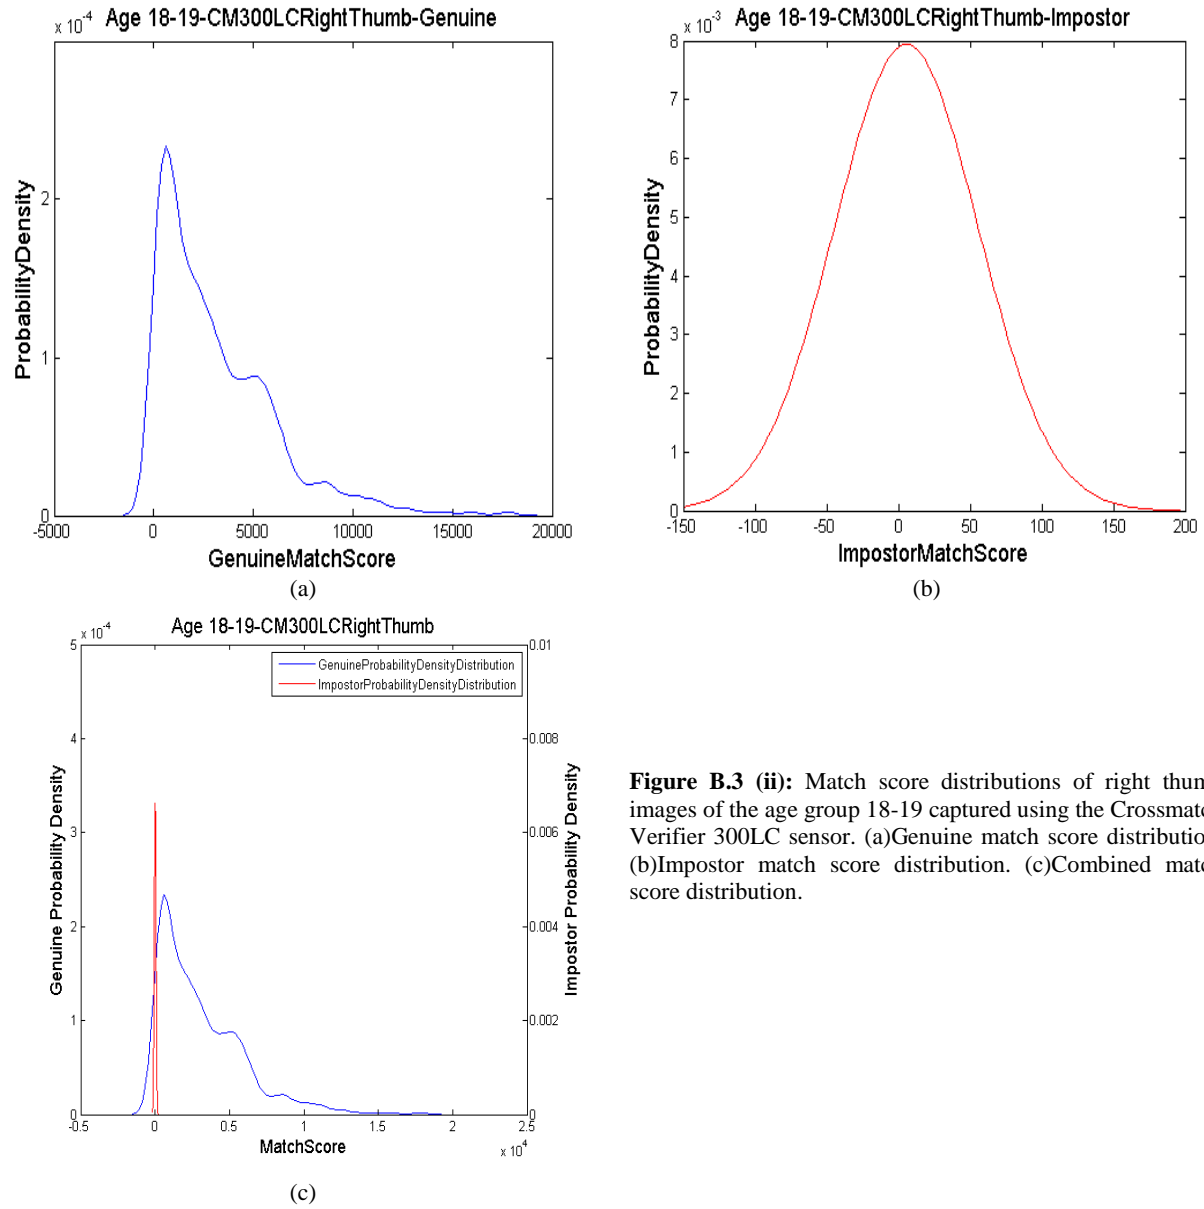 Age 18-19-CM300LCRightThumb-Genuine
x 10^-4
2
1
0
-5000 0 5000 10000 15000 20000
ProbabilityDensity
GenuineMatchScore
(a)
Age 18-19-CM300LCRightThumb-Impostor
x 10^-3
8
7
6
5
4
3
2
1
0
-150 -100 -50 0 50 100 150 200
ProbabilityDensity
ImpostorMatchScore
(b)
Age 18-19-CM300LCRightThumb
x 10^-4
5 0.01
GenuineProbabilityDensityDistribution
ImpostorProbabilityDensityDistribution
4 0.008
3 0.006
2 0.004
1 0.002
0 0
-0.5 0 0.5 1 1.5 2 2.5
x 10^4
Genuine Probability Density
Impostor Probability Density
MatchScore
(c)
Figure B.3 (ii): Match score distributions of right thum
images of the age group 18-19 captured using the Crossmat
Verifier 300LC sensor. (a)Genuine match score distributio
(b)Impostor match score distribution. (c)Combined matc
score distribution.